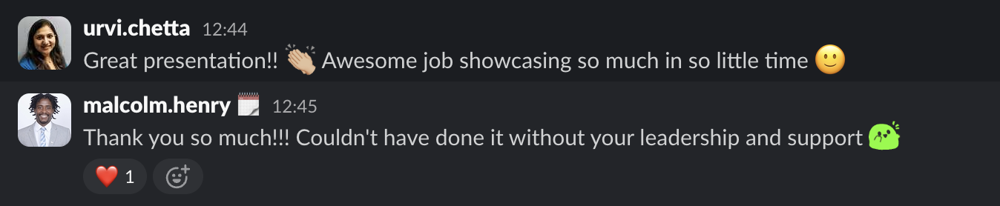 urvi.chetta 12:44
Great presentation!! 👏🏼 Awesome job showcasing so much in so little time 🙂
malcolm.henry 🗓️ 12:45
Thank you so much!!! Couldn't have done it without your leadership and support
❤️ 1